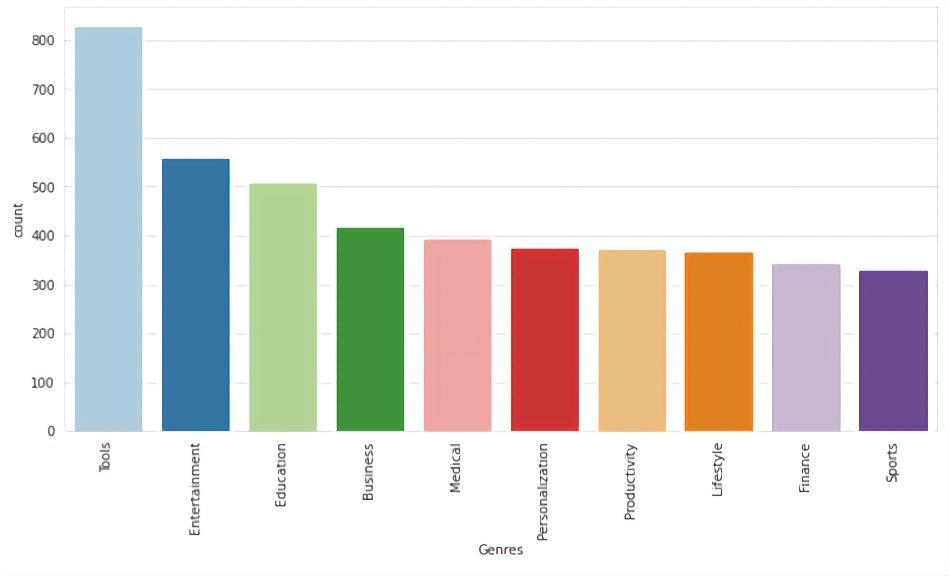 800
700
600
500
400
300
200
100
0
count
Tools
Entertainment
Education
Business
Medical
Personalization
Productivity
Lifestyle
Finance
Sports
Genres